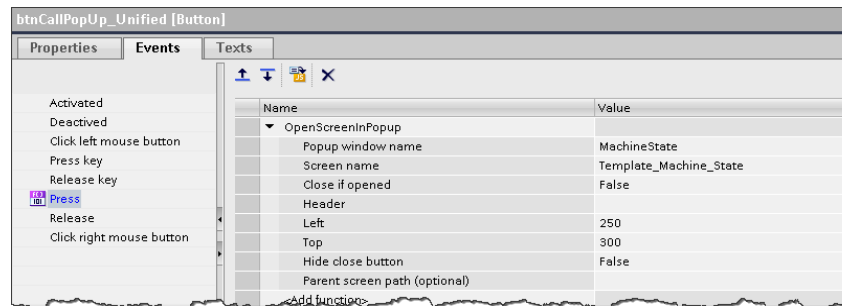 btnCallPopUp_Unified [Button]
Properties Events Texts
Activated
Deactived
Click left mouse button
Press key
Release key
Press
Release
Click right mouse button
Name Value
OpenScreenInPopup
Popup window name MachineState
Screen name Template_Machine_State
Close if opened False
Header
Left 250
Top 300
Hide close button False
Parent screen path (optional)
<Add function>